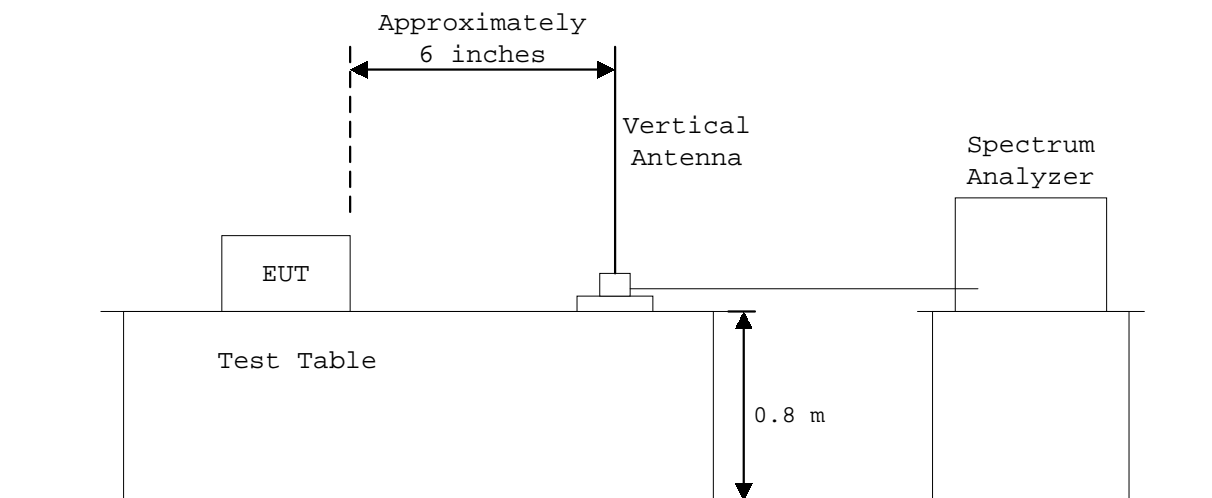 Approximately
6 inches
Vertical
Antenna
Spectrum
Analyzer
EUT
Test Table
0.8 m